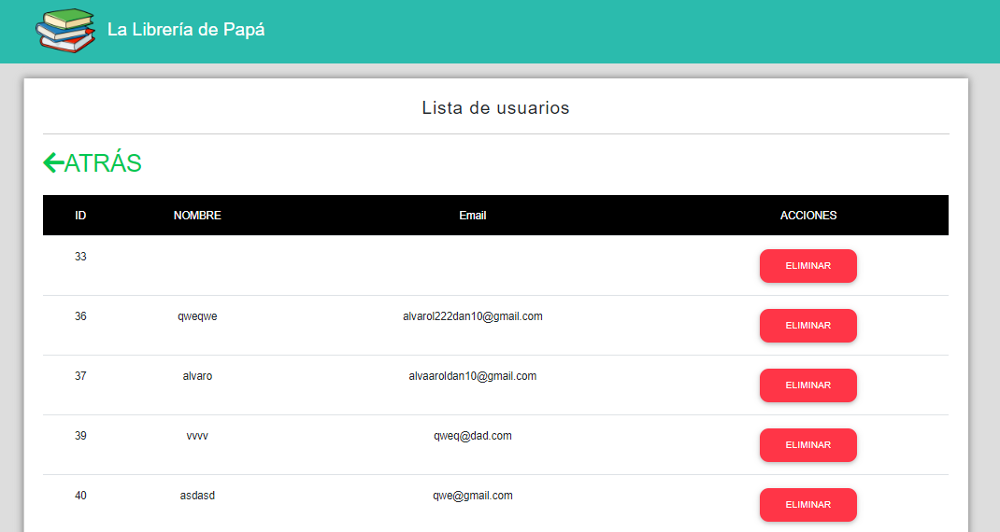 La Librería de Papá
Lista de usuarios
ATRÁS
ID NOMBRE Email ACCIONES
33 ELIMINAR
36 qweqwe alvarol222dan10@gmail.com ELIMINAR
37 alvaro alvaaroldan10@gmail.com ELIMINAR
39 vvvv qweq@dad.com ELIMINAR
40 asdasd qwe@gmail.com ELIMINAR